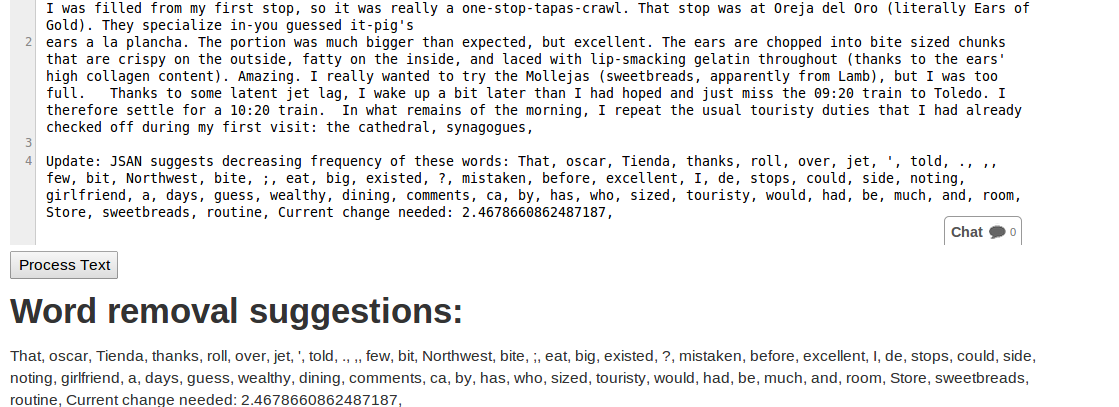 I was filled from my first stop, so it was really a one-stop-tapas-crawl. That stop was at Oreja del Oro (literally Ears of
Gold). They specialize in-you guessed it-pig's
2 ears a la plancha. The portion was much bigger than expected, but excellent. The ears are chopped into bite sized chunks
that are crispy on the outside, fatty on the inside, and laced with lip-smacking gelatin throughout (thanks to the ears'
high collagen content). Amazing. I really wanted to try the Mollejas (sweetbreads, apparently from Lamb), but I was too
full.   Thanks to some latent jet lag, I wake up a bit later than I had hoped and just miss the 09:20 train to Toledo. I
therefore settle for a 10:20 train.  In what remains of the morning, I repeat the usual touristy duties that I had already
checked off during my first visit: the cathedral, synagogues,
3
4 Update: JSAN suggests decreasing frequency of these words: That, oscar, Tienda, thanks, roll, over, jet, ', told, ., ,,
few, bit, Northwest, bite, ;, eat, big, existed, ?, mistaken, before, excellent, I, de, stops, could, side, noting,
girlfriend, a, days, guess, wealthy, dining, comments, ca, by, has, who, sized, touristy, would, had, be, much, and, room,
Store, sweetbreads, routine, Current change needed: 2.4678660862487187,
Chat 0
Process Text
Word removal suggestions:
That, oscar, Tienda, thanks, roll, over, jet, ', told, ., ,, few, bit, Northwest, bite, ;, eat, big, existed, ?, mistaken, before, excellent, I, de, stops, could, side,
noting, girlfriend, a, days, guess, wealthy, dining, comments, ca, by, has, who, sized, touristy, would, had, be, much, and, room, Store, sweetbreads,
routine, Current change needed: 2.4678660862487187,